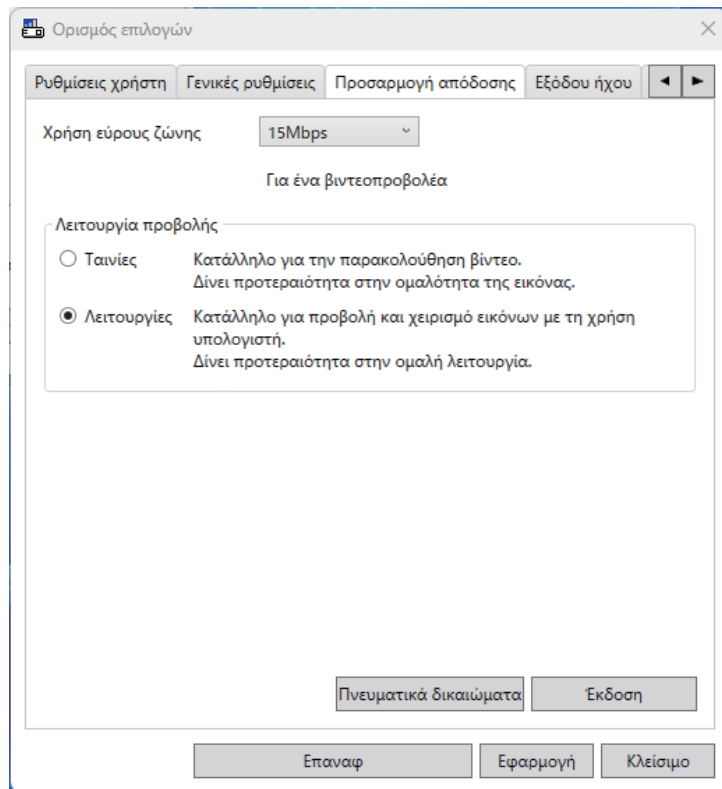 Ορισμός επιλογών
Ρυθμίσεις χρήστη Γενικές ρυθμίσεις Προσαρμογή απόδοσης Εξόδου ήχου
Χρήση εύρους ζώνης 15Mbps
Για ένα βιντεοπροβολέα
Λειτουργία προβολής
Ταινίες Κατάλληλο για την παρακολούθηση βίντεο.
Δίνει προτεραιότητα στην ομαλότητα της εικόνας.
Λειτουργίες Κατάλληλο για προβολή και χειρισμό εικόνων με τη χρήση
υπολογιστή.
Δίνει προτεραιότητα στην ομαλή λειτουργία.
Πνευματικά δικαιώματα Έκδοση
Επαναφ Εφαρμογή Κλείσιμο